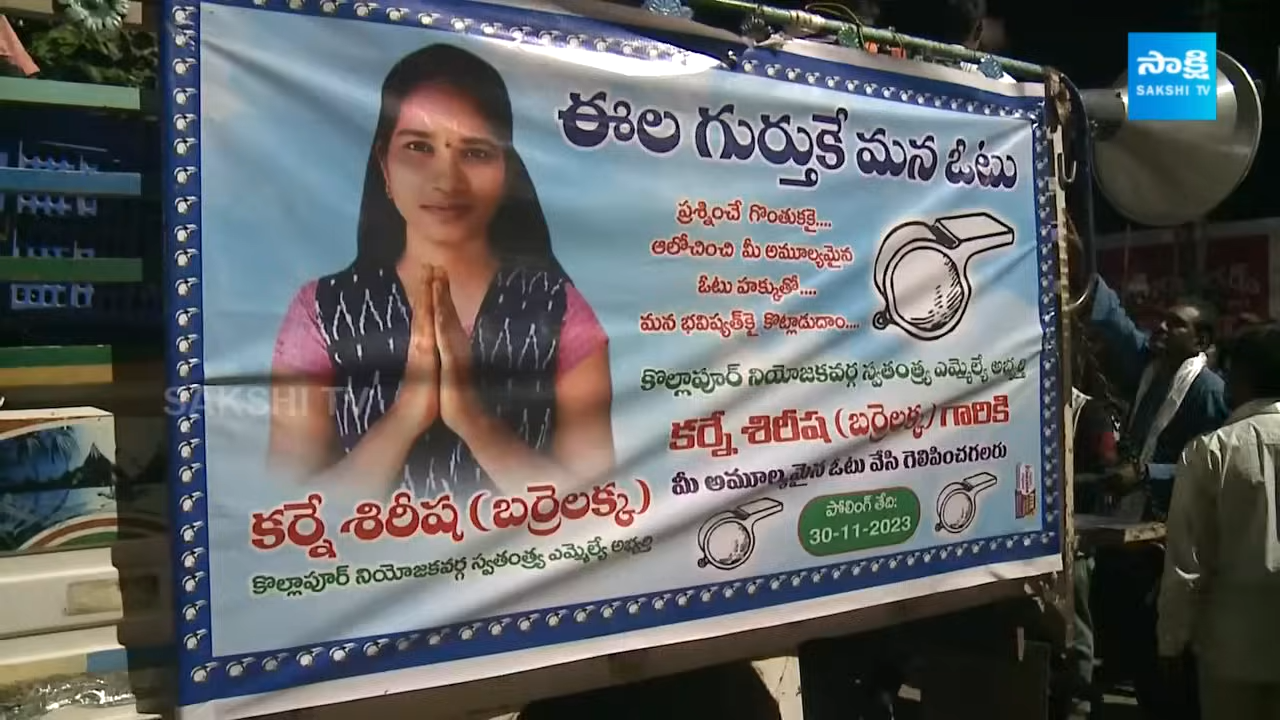 సాక్షి
SAKSHI TV
ఈల గుర్తుకే మన ఓటు
ప్రశ్నించే గొంతుకకై....
ఆలోచించి మీ అమూల్యమైన
ఓటు హక్కుతో....
మన భవిష్యత్‌కై కొట్లాడుదాం....
కొల్లాపూర్ నియోజకవర్గ స్వతంత్ర్య ఎమ్మెల్యే అభ్యర్థి
కర్నే శిరీష (బర్రెలక్క) గారికి
మీ అమూల్యమైన ఓటు వేసి గెలిపించగలరు
పోలింగ్ తేది:
30-11-2023
కర్నే శిరీష (బర్రెలక్క)
కొల్లాపూర్ నియోజకవర్గ స్వతంత్ర్య ఎమ్మెల్యే అభ్యర్థి
SAKSHI TV